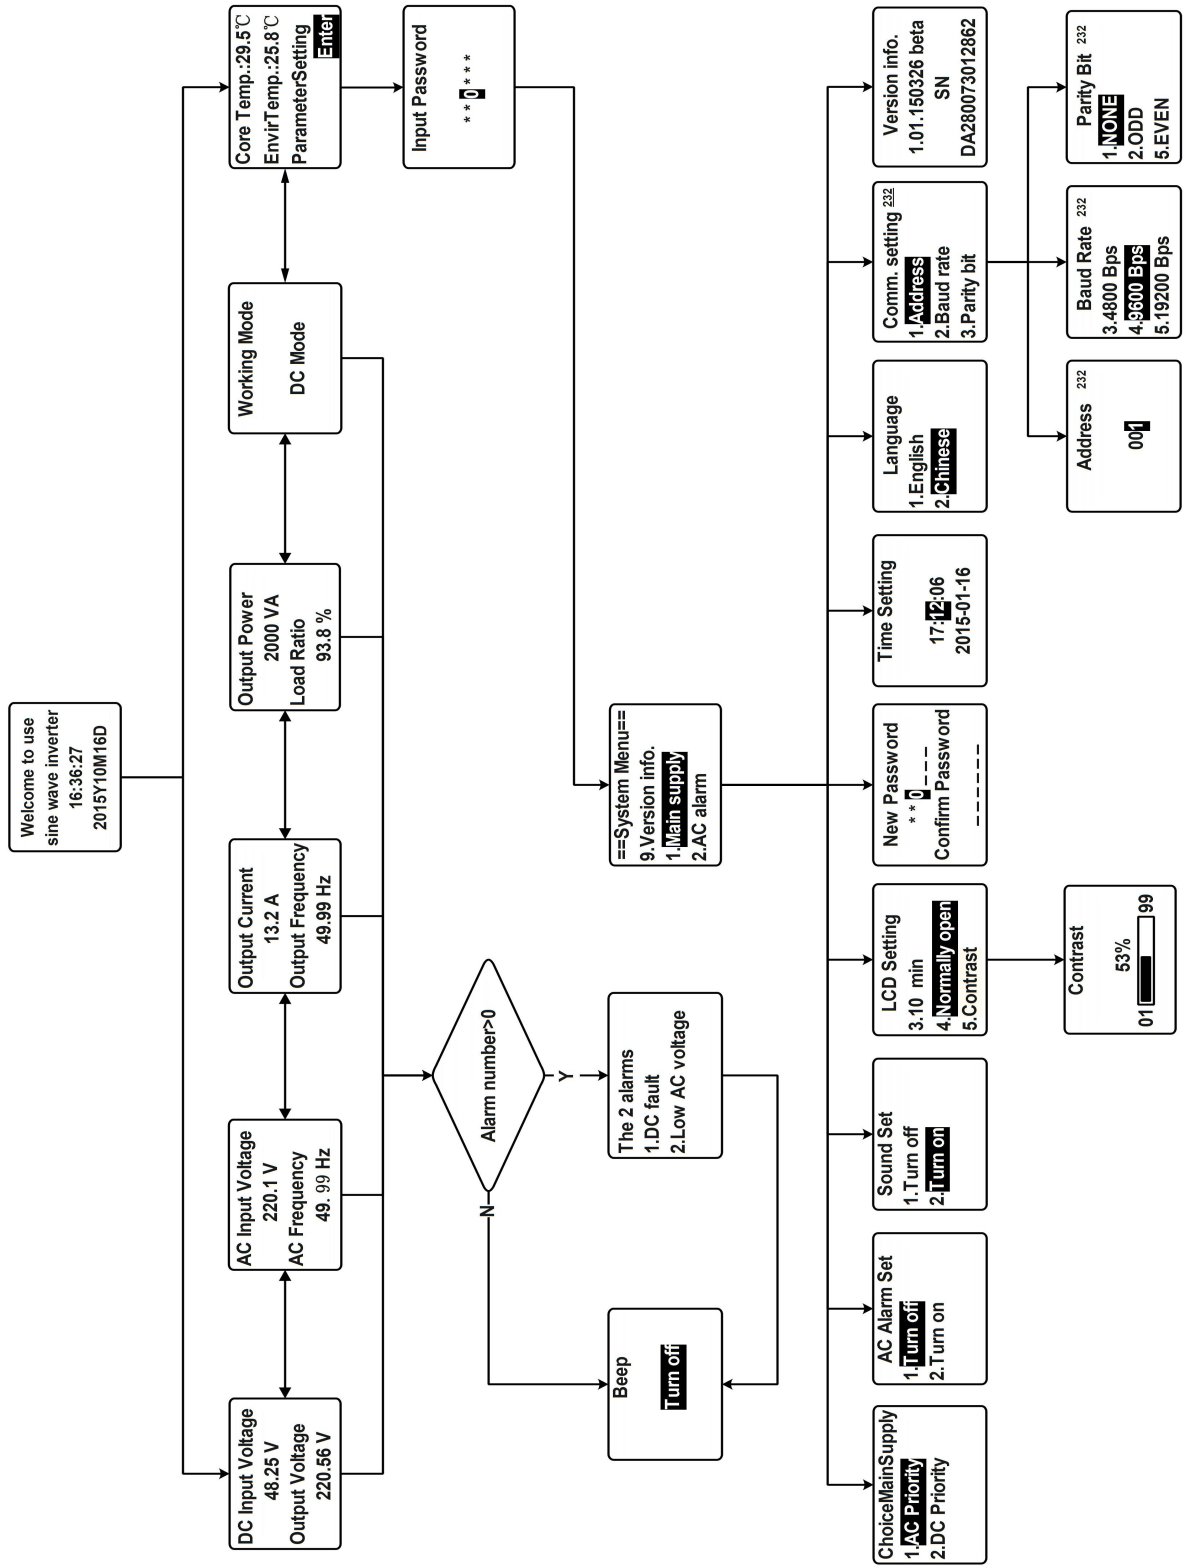 Welcome to use
sine wave inverter
16:36:27
2015Y10M16D
DC Input Voltage
48.25 V
Output Voltage
220.56 V
AC Input Voltage
220.1 V
AC Frequency
49.99 Hz
Output Current
13.2 A
Output Frequency
49.99 Hz
Output Power
2000 VA
Load Ratio
93.8 %
Working Mode
DC Mode
Core Temp.:29.5℃
EnvirTemp.:25.8℃
ParameterSetting
Enter
Input Password
**0***
Alarm number>0
N
Y
Beep
Turn off
The 2 alarms
1.DC fault
2.Low AC voltage
==System Menu==
9.Version info.
1.Main supply
2.AC alarm
ChoiceMainSupply
1.AC Priority
2.DC Priority
AC Alarm Set
1.Turn off
2.Turn on
Sound Set
1.Turn off
2.Turn on
LCD Setting
3.10 min
4.Normally open
5.Contrast
New Password
**0___
Confirm Password
______
Time Setting
17:12:06
2015-01-16
Language
1.English
2.Chinese
Comm. setting 232
1.Address
2.Baud rate
3.Parity bit
Version info.
1.01.150326 beta
SN
DA280073012862
Contrast
53%
01 99
Address 232
001
Baud Rate 232
3.4800 Bps
4.9600 Bps
5.19200 Bps
Parity Bit 232
1.NONE
2.ODD
5.EVEN